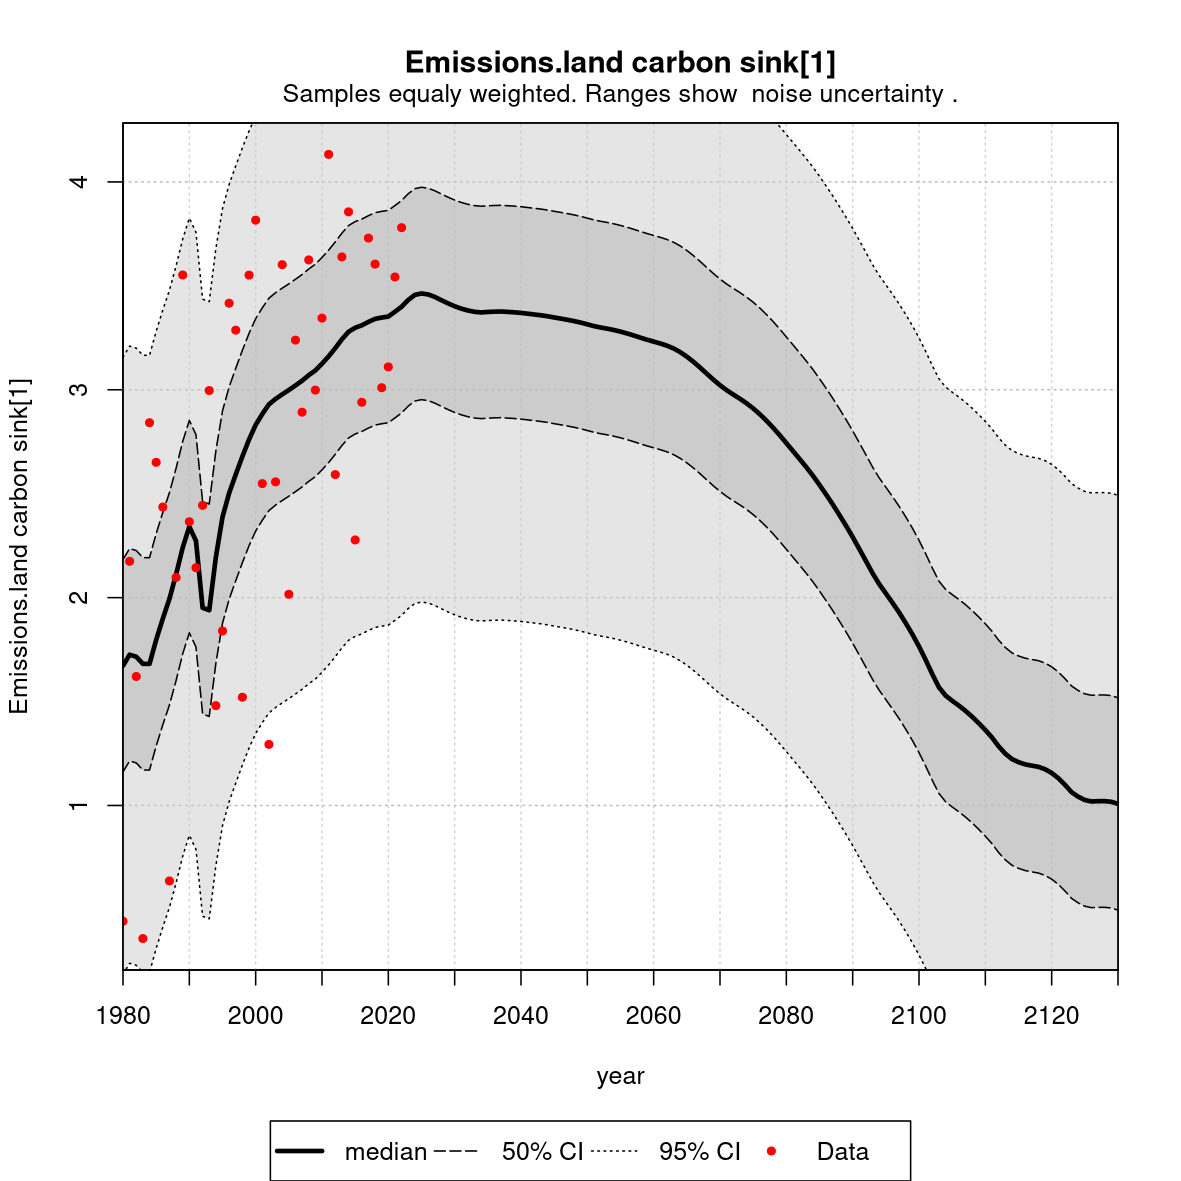 Emissions.land carbon sink[1]
Samples equaly weighted. Ranges show  noise uncertainty .
Emissions.land carbon sink[1]
4
3
2
1
1980 2000 2020 2040 2060 2080 2100 2120
year
median 50% CI 95% CI Data